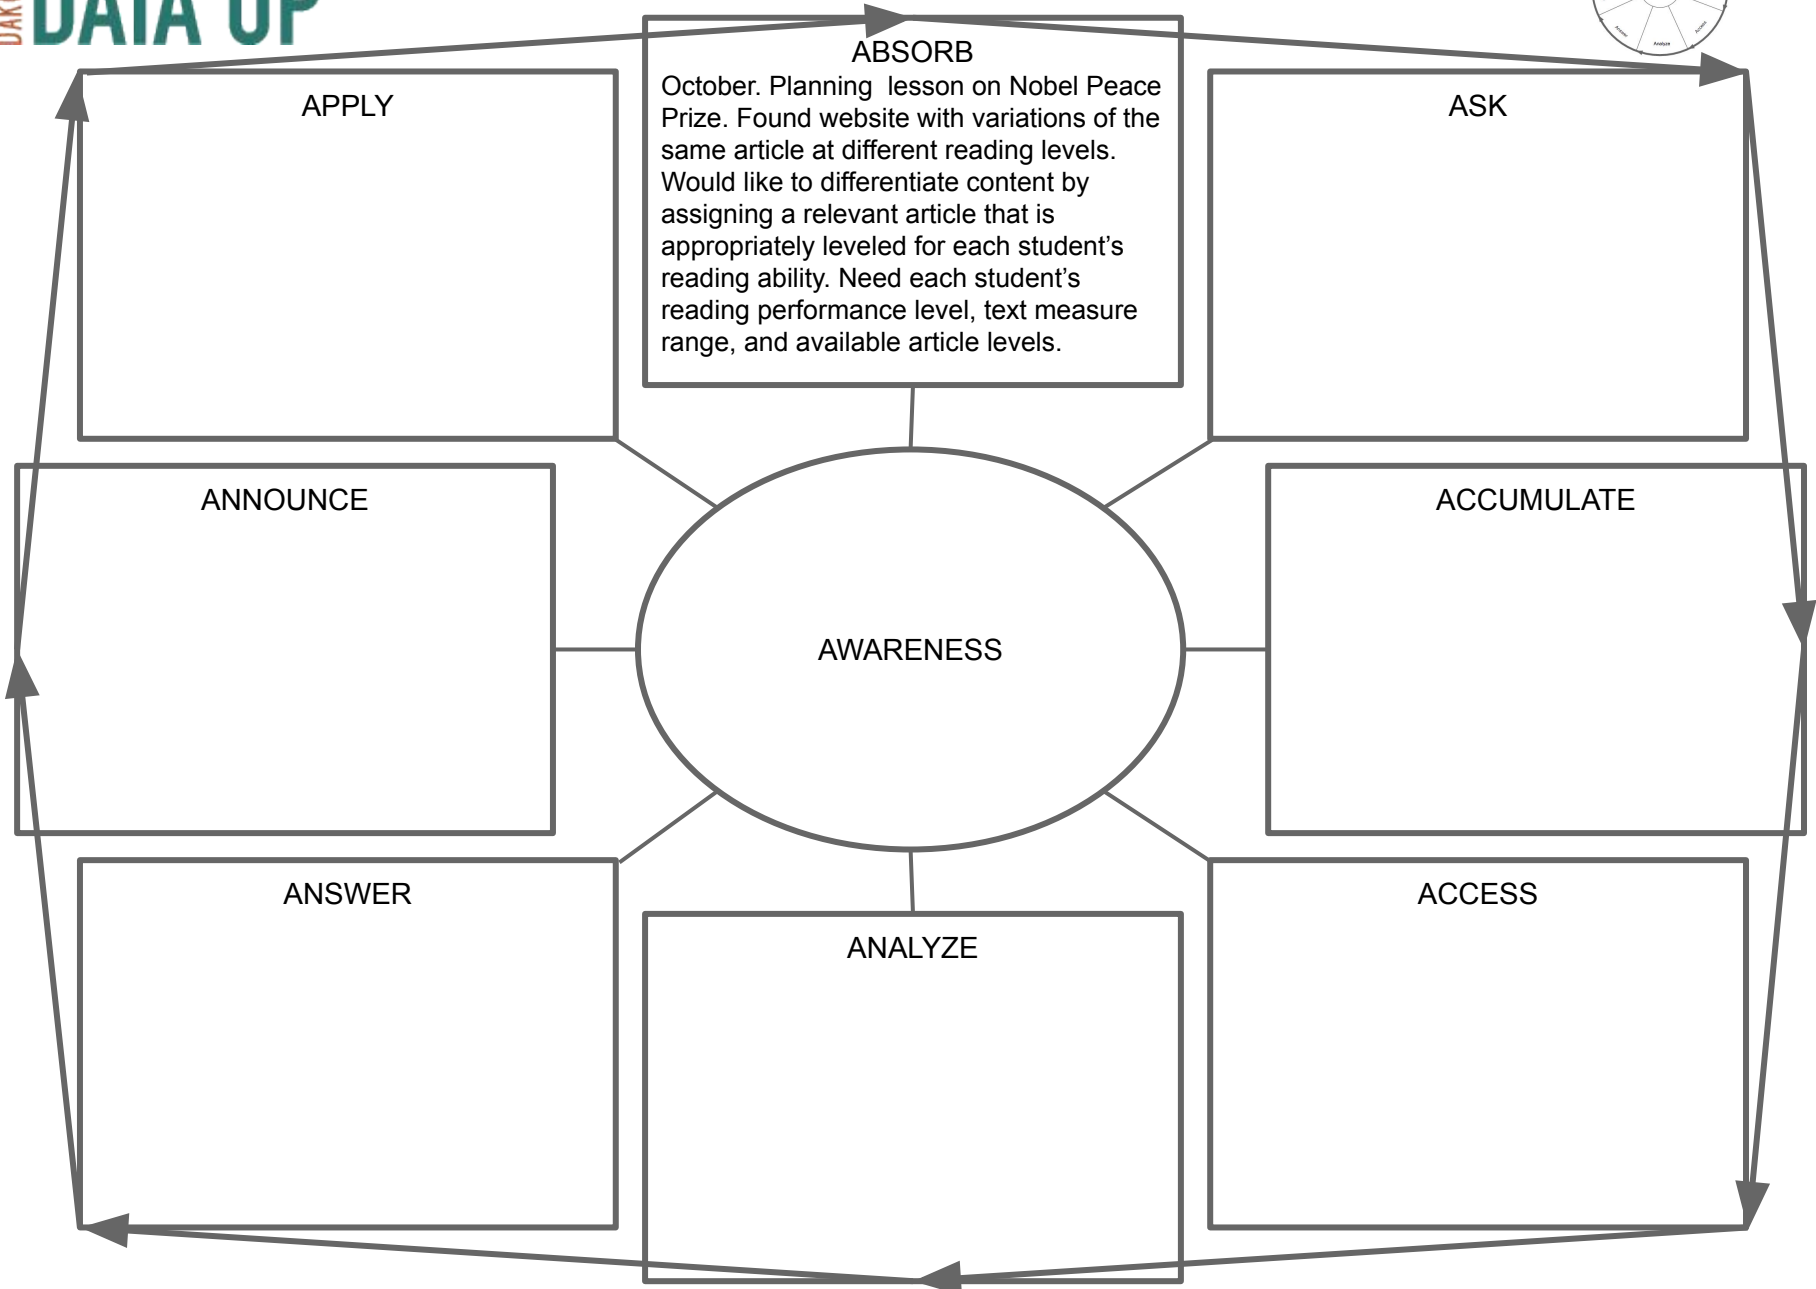 DATA UP
ABSORB
October. Planning  lesson on Nobel Peace
Prize. Found website with variations of the
same article at different reading levels.
Would like to differentiate content by
assigning a relevant article that is
appropriately leveled for each student’s
reading ability. Need each student’s
reading performance level, text measure
range, and available article levels.
Answer
Analyze
Access
APPLY
ASK
ANNOUNCE
ACCUMULATE
AWARENESS
ANSWER
ACCESS
ANALYZE